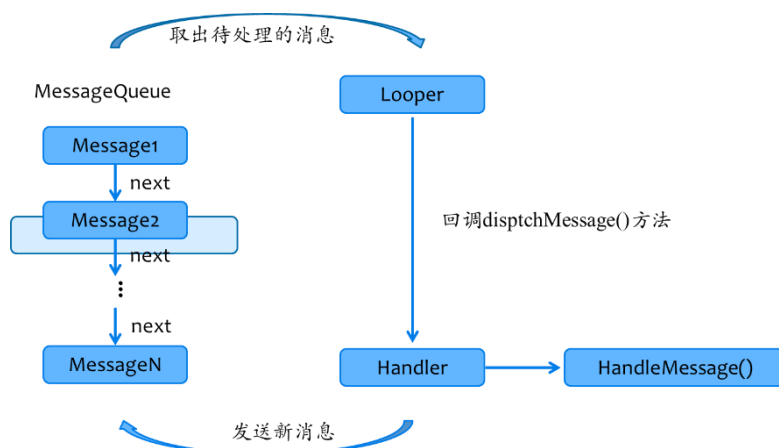 取出待处理的消息
MessageQueue
Looper
Message1
next
Message2
回调disptchMessage()方法
next
⋮
next
MessageN
Handler
HandleMessage()
发送新消息